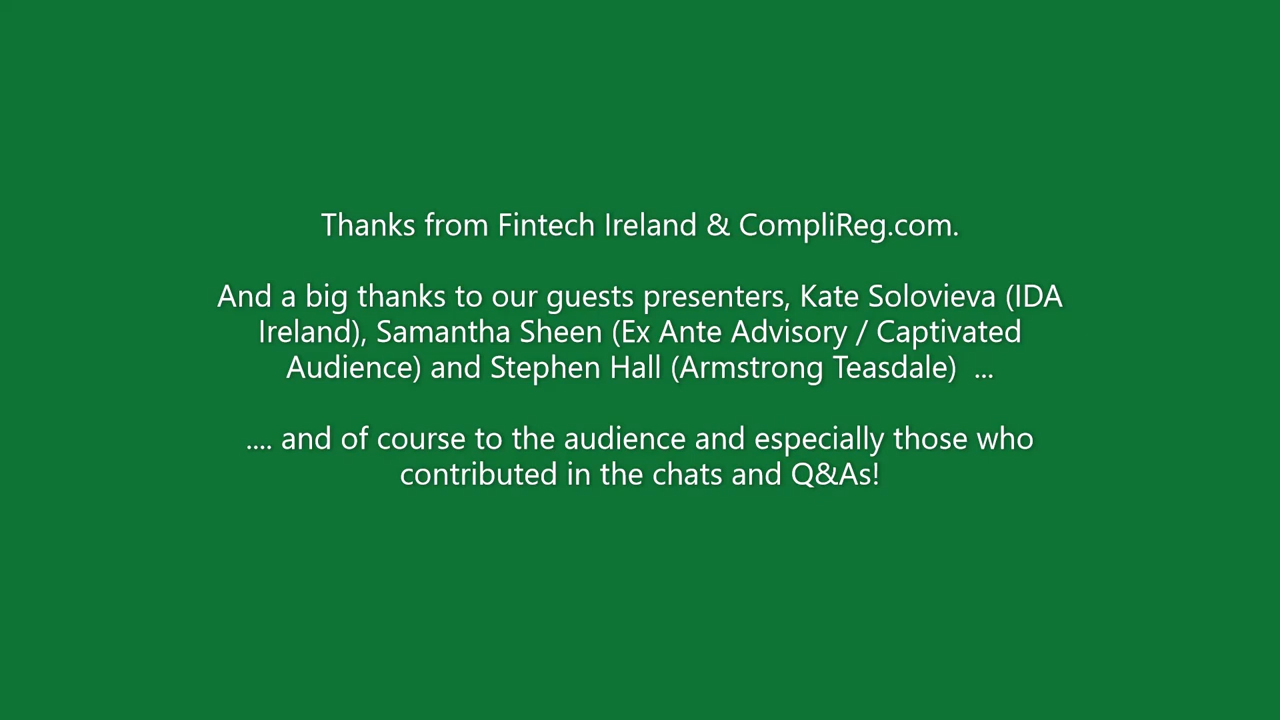 Thanks from Fintech Ireland & CompliReg.com.
And a big thanks to our guests presenters, Kate Solovieva (IDA
Ireland), Samantha Sheen (Ex Ante Advisory / Captivated
Audience) and Stephen Hall (Armstrong Teasdale)  ...
.... and of course to the audience and especially those who
contributed in the chats and Q&As!